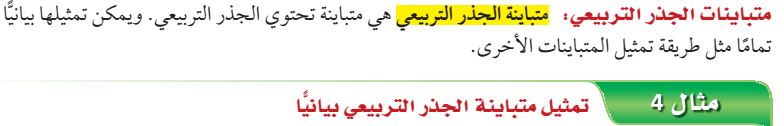 متباينات الجذر التربيعي: متباينة الجذر التربيعي هي متباينة تحتوي الجذر التربيعي. ويمكن تمثيلها بيانيًّا
تمامًا مثل طريقة تمثيل المتباينات الأخرى.
مثال 4 تمثيل متباينة الجذر التربيعي بيانيًّا